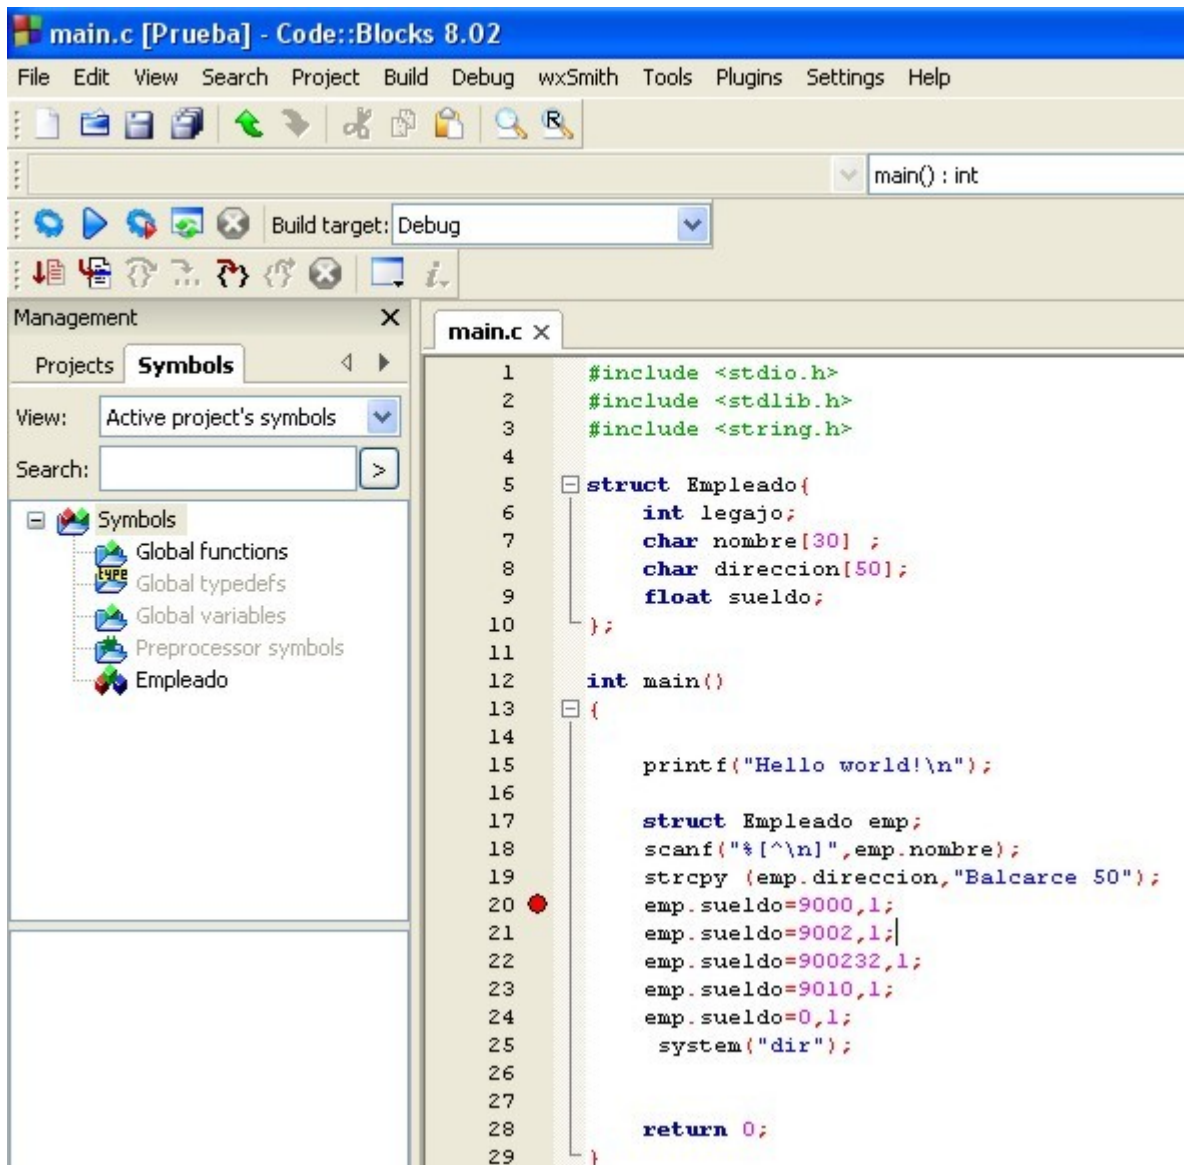 main.c [Prueba] - Code::Blocks 8.02
File Edit View Search Project Build Debug wxSmith Tools Plugins Settings Help
main() : int
Build target: Debug
Management
main.c
Projects Symbols
View: Active project's symbols
Search: >
Symbols
Global functions
Global typedefs
Global variables
Preprocessor symbols
Empleado
1 #include <stdio.h>
2 #include <stdlib.h>
3 #include <string.h>
4
5 struct Empleado{
6 int legajo;
7 char nombre[30] ;
8 char direccion[50];
9 float sueldo;
10 };
11
12 int main()
13 {
14
15 printf("Hello world!\n");
16
17 struct Empleado emp;
18 scanf("%[^\n]",emp.nombre);
19 strcpy (emp.direccion,"Balcarce 50");
20 emp.sueldo=9000,1;
21 emp.sueldo=9002,1;
22 emp.sueldo=900232,1;
23 emp.sueldo=9010,1;
24 emp.sueldo=0,1;
25 system("dir");
26
27
28 return 0;
29 }